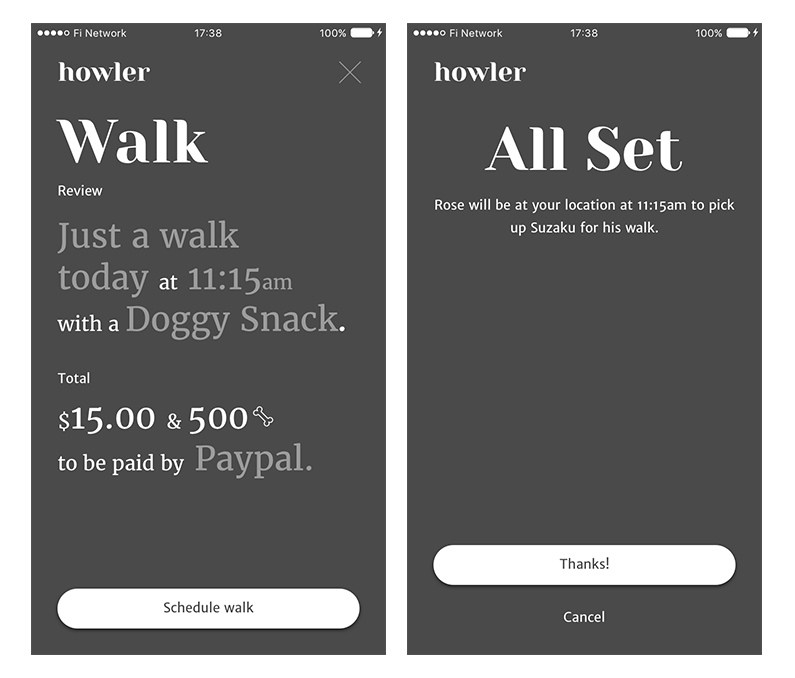 Fi Network 17:38 100%
howler
Walk
Review
Just a walk
today at 11:15am
with a Doggy Snack.
Total
$15.00 & 500
to be paid by Paypal.
Schedule walk
Fi Network 17:38 100%
howler
All Set
Rose will be at your location at 11:15am to pick
up Suzaku for his walk.
Thanks!
Cancel